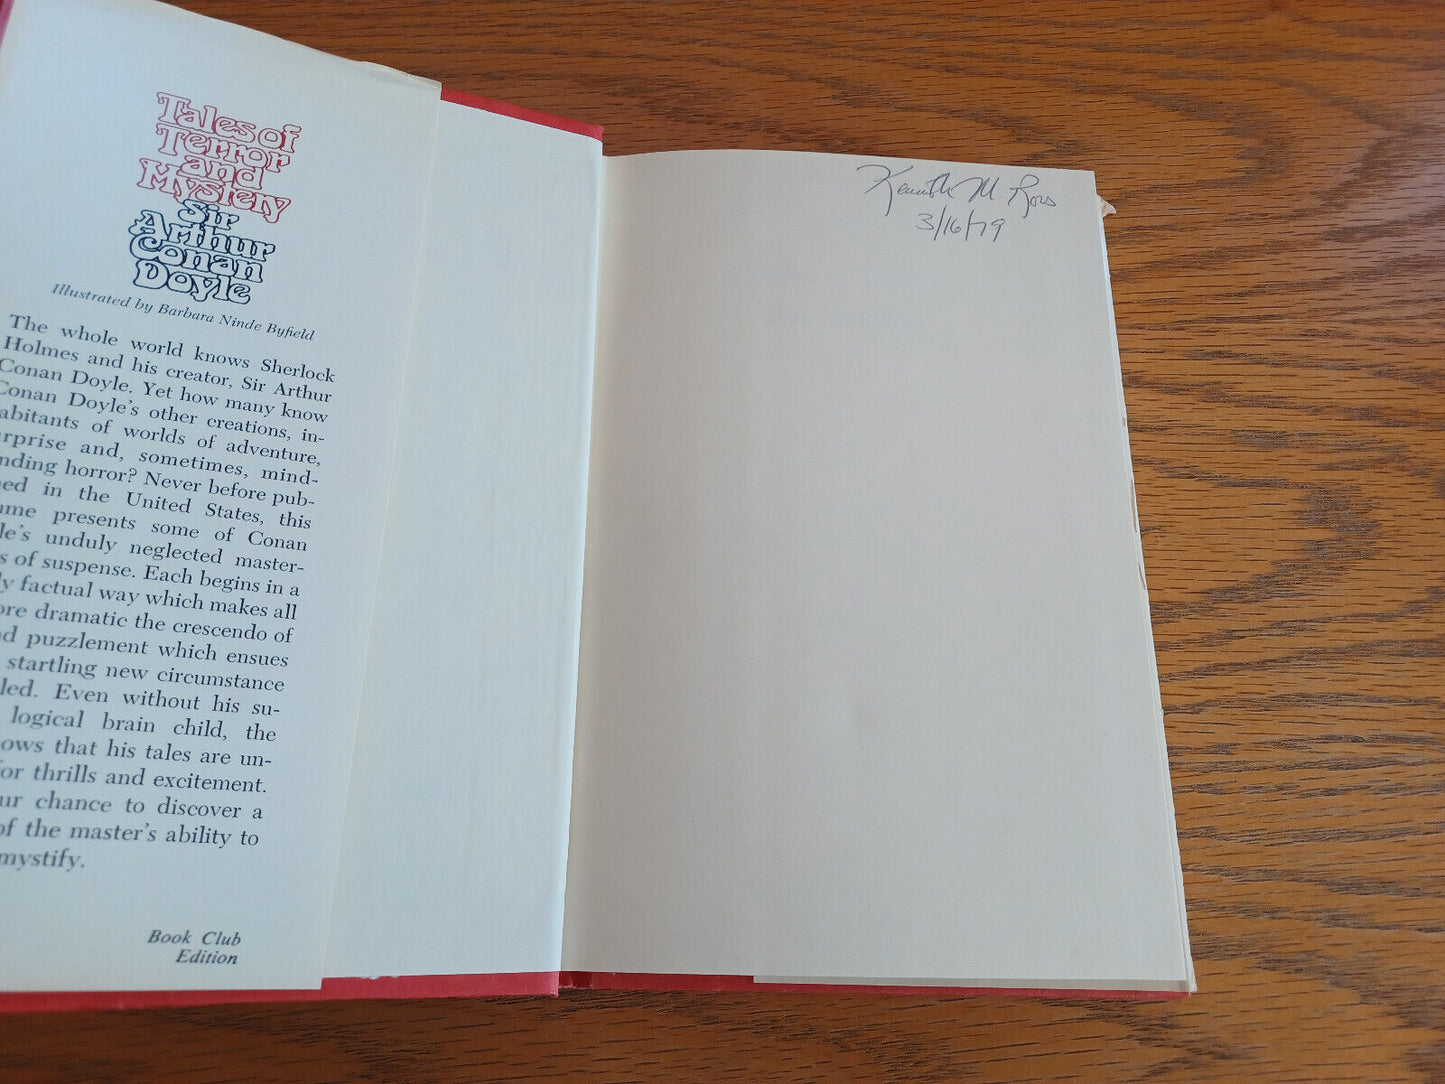 Tales of
Terror
and
Mystery
Sir
Arthur
Conan
Doyle
Illustrated by Barbara Ninde Byfield
The whole world knows Sherlock
Holmes and his creator, Sir Arthur
Conan Doyle. Yet how many know
Conan Doyle's other creations, in-
abitants of worlds of adventure,
urprise and, sometimes, mind-
nding horror? Never before pub-
ed in the United States, this
ume presents some of Conan
le's unduly neglected master-
s of suspense. Each begins in a
ly factual way which makes all
ore dramatic the crescendo of
d puzzlement which ensues
startling new circumstance
led. Even without his su-
logical brain child, the
ows that his tales are un-
for thrills and excitement.
ur chance to discover a
of the master's ability to
mystify.
Book Club
Edition
Kenneth M. Ross
3/16/79